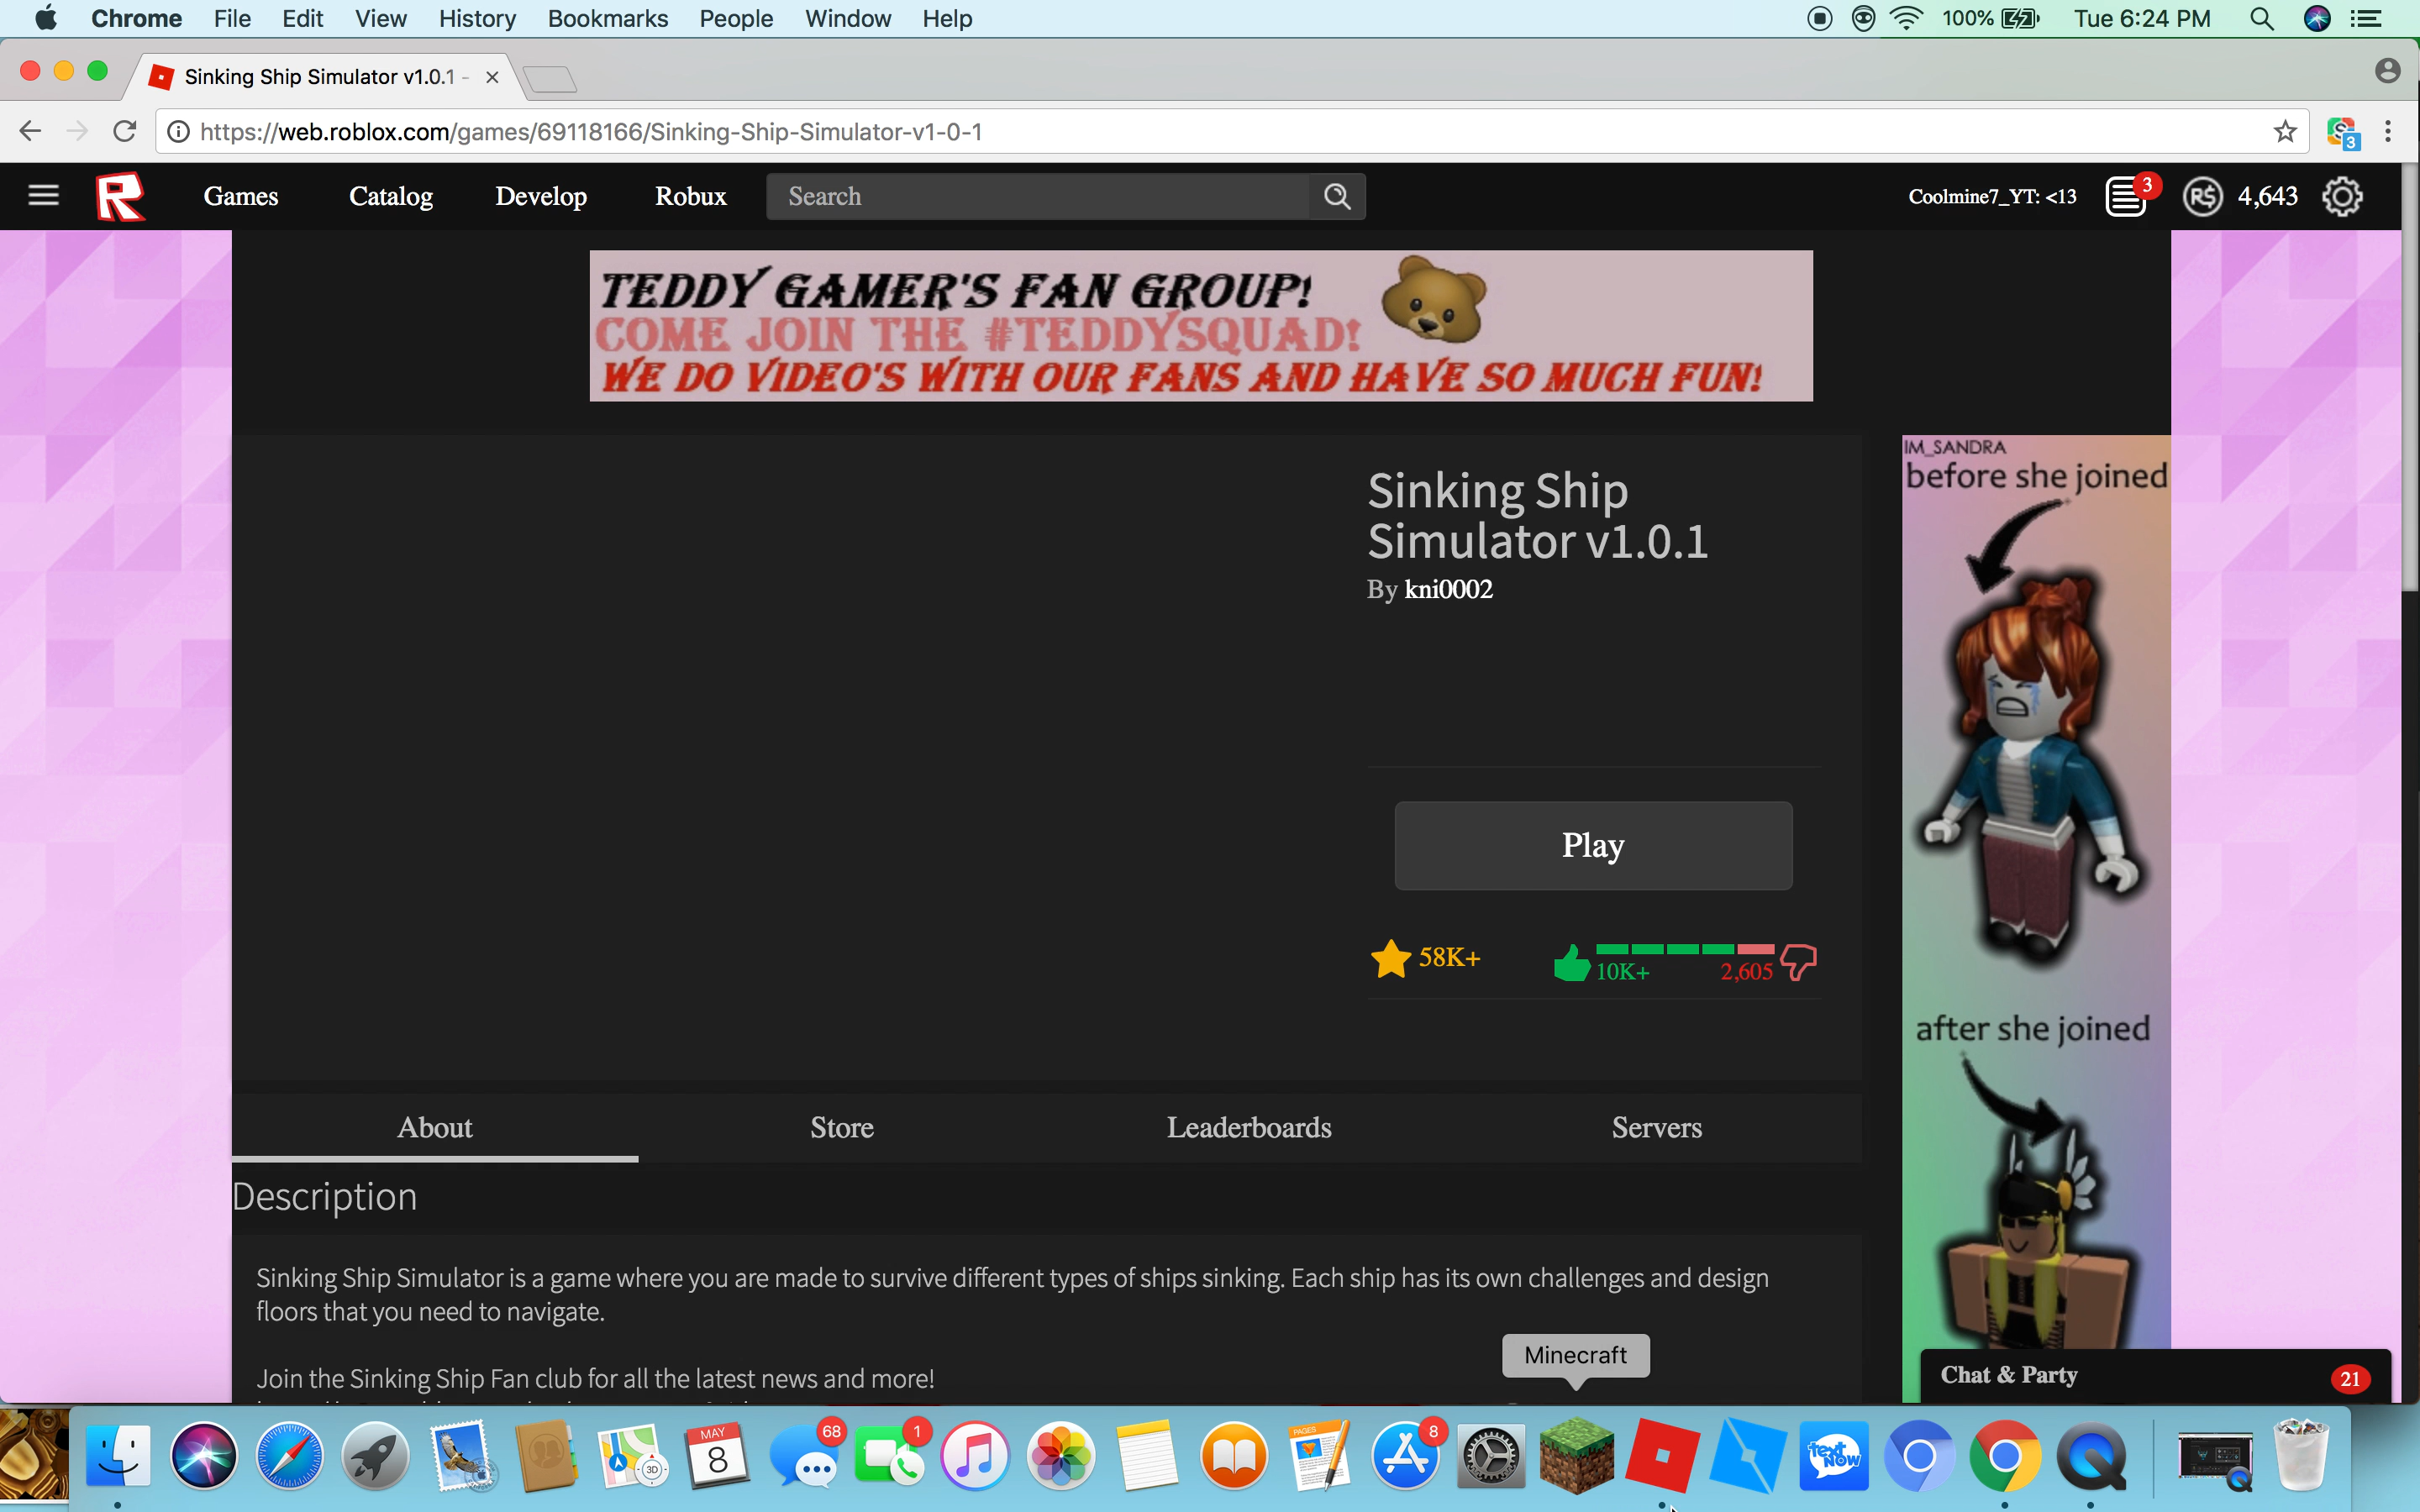 Chrome File Edit View History Bookmarks People Window Help 100% Tue 6:24 PM
Sinking Ship Simulator v1.0.1 -
https://web.roblox.com/games/69118166/Sinking-Ship-Simulator-v1-0-1
3
Games Catalog Develop Robux Search Coolmine7_YT: <13 3 R$ 4,643
TEDDY GAMER'S FAN GROUP!
COME JOIN THE #TEDDYSQUAD!
WE DO VIDEO'S WITH OUR FANS AND HAVE SO MUCH FUN!
IM_SANDRA
before she joined
Sinking Ship
Simulator v1.0.1
By kni0002
Play
58K+
10K+ 2,605
after she joined
About Store Leaderboards Servers
Description
Sinking Ship Simulator is a game where you are made to survive different types of ships sinking. Each ship has its own challenges and design
floors that you need to navigate.
Join the Sinking Ship Fan club for all the latest news and more!
Minecraft
Chat & Party 21
3D
MAY
8
68
1
PAGES
8
text
Now